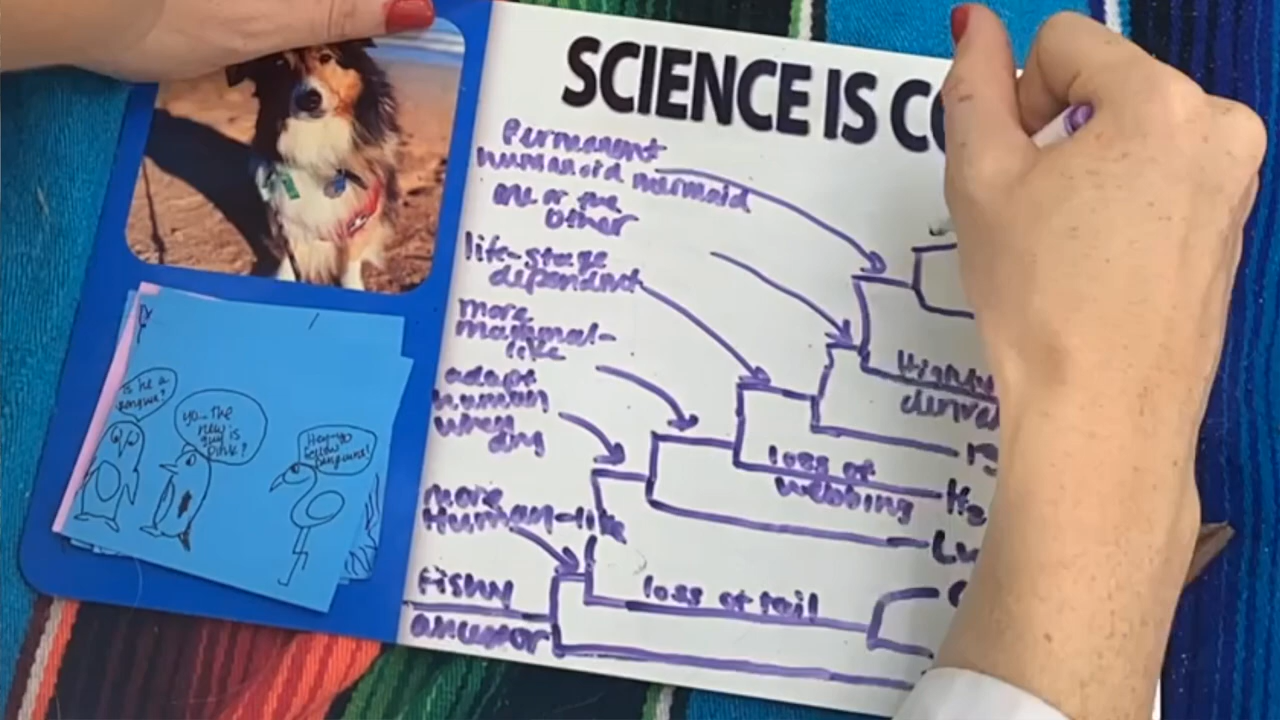 SCIENCE IS CO
Permanent
humanoid mermaid
one or the
other
life-stage
dependent
more
mammal-
like
adapt
human
when
dry
more
Human-like
Fishy
ancestor
loss of
webbing
loss of tail
is he a
penguin?
yo- the
new
guy is
pink?
Hey-yo
fellow
penguins!